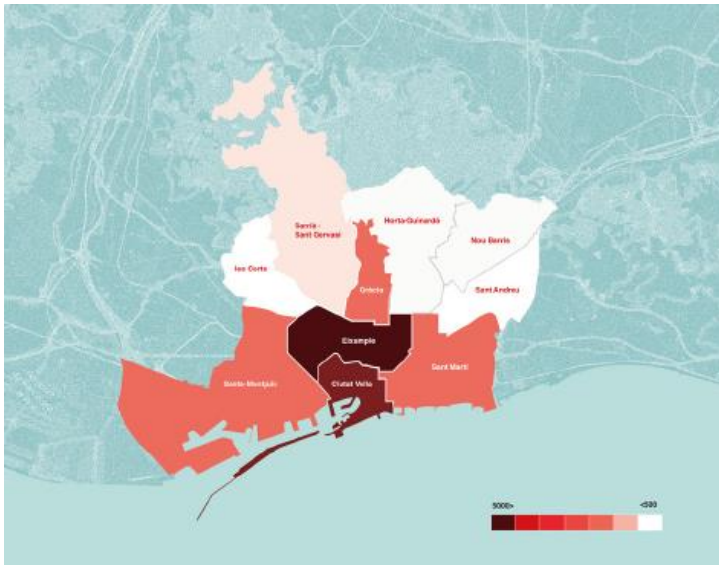 Sarrià -
Sant Gervasi
Horta-Guinardó
Nou Barris
les Corts
Gràcia
Sant Andreu
Eixample
Sants-Montjuïc
Ciutat Vella
Sant Martí
5000>
<500